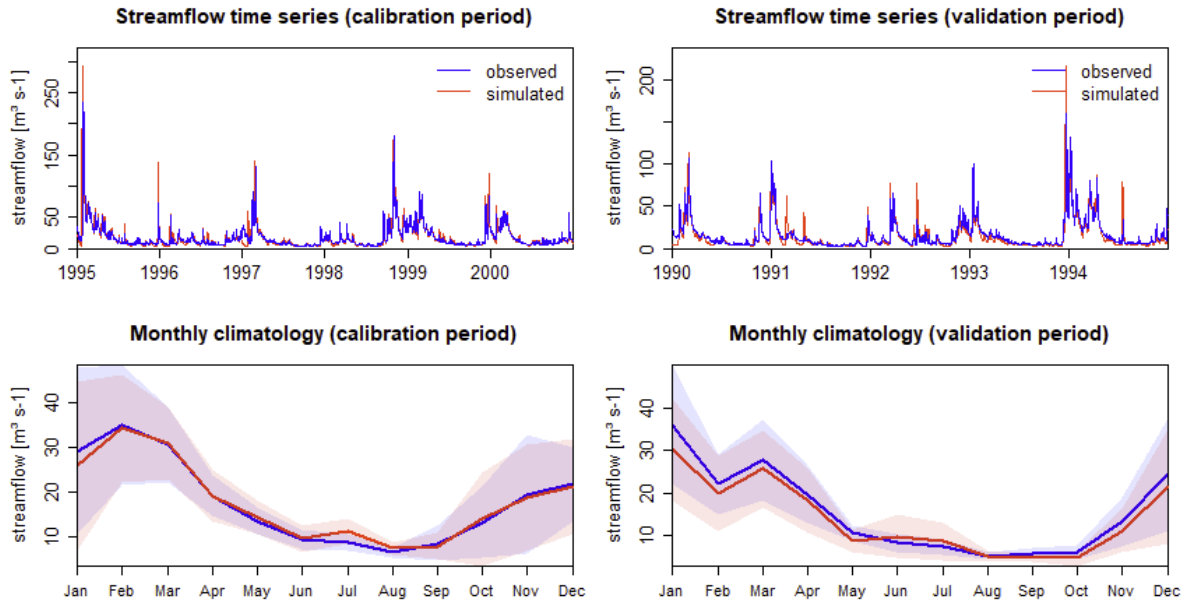 Streamflow time series (calibration period)
streamflow [m³ s-1]
250
150
50
0
observed
simulated
1995 1996 1997 1998 1999 2000
Streamflow time series (validation period)
streamflow [m³ s-1]
200
150
100
50
0
observed
simulated
1990 1991 1992 1993 1994
Monthly climatology (calibration period)
streamflow [m³ s-1]
40
30
20
10
Jan Feb Mar Apr May Jun Jul Aug Sep Oct Nov Dec
Monthly climatology (validation period)
streamflow [m³ s-1]
40
30
20
10
Jan Feb Mar Apr May Jun Jul Aug Sep Oct Nov Dec